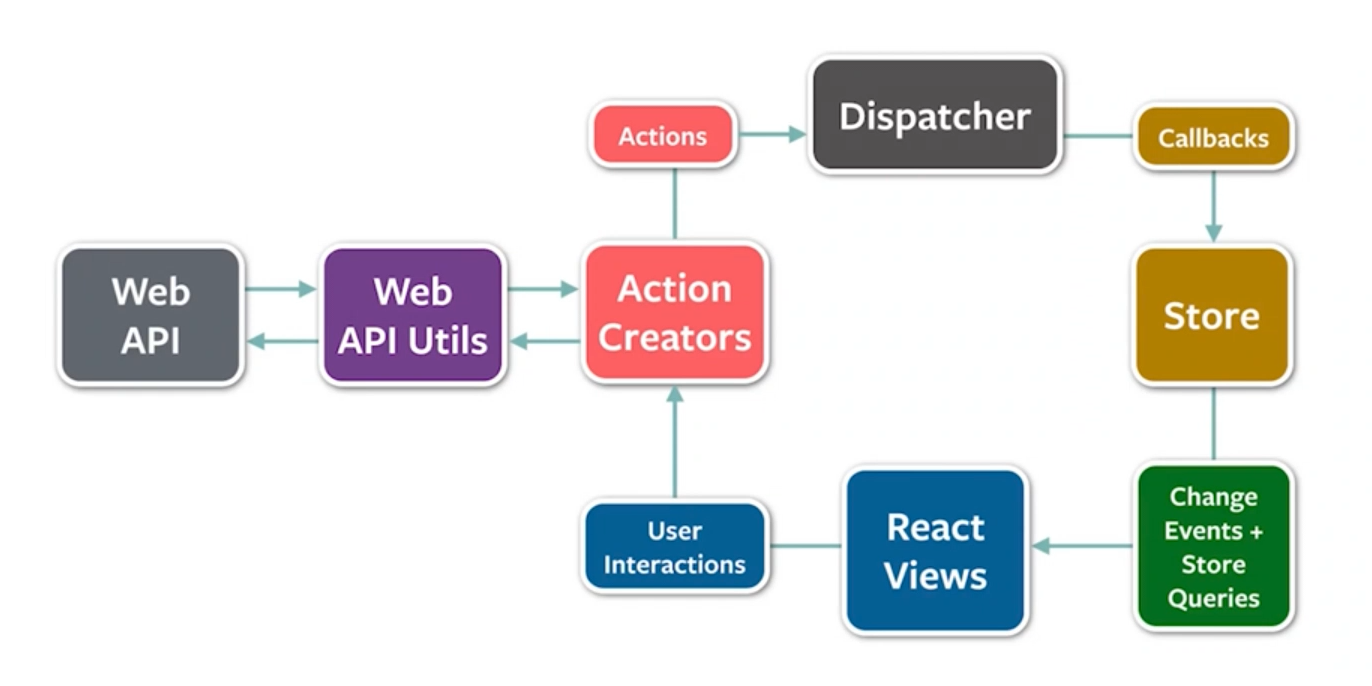 Dispatcher
Actions
Callbacks
Web
API
Web
API Utils
Action
Creators
Store
User
Interactions
React
Views
Change
Events +
Store
Queries